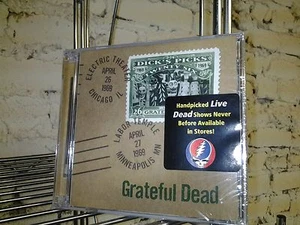 ELECTRIC THEATER
APRIL
26
1969
CHICAGO IL
DICK'S PICKS
26
LABOR TEMPLE
APRIL
27
1969
MINNEAPOLIS MN
Handpicked Live
Dead Shows Never
Before Available
in Stores!
Grateful Dead